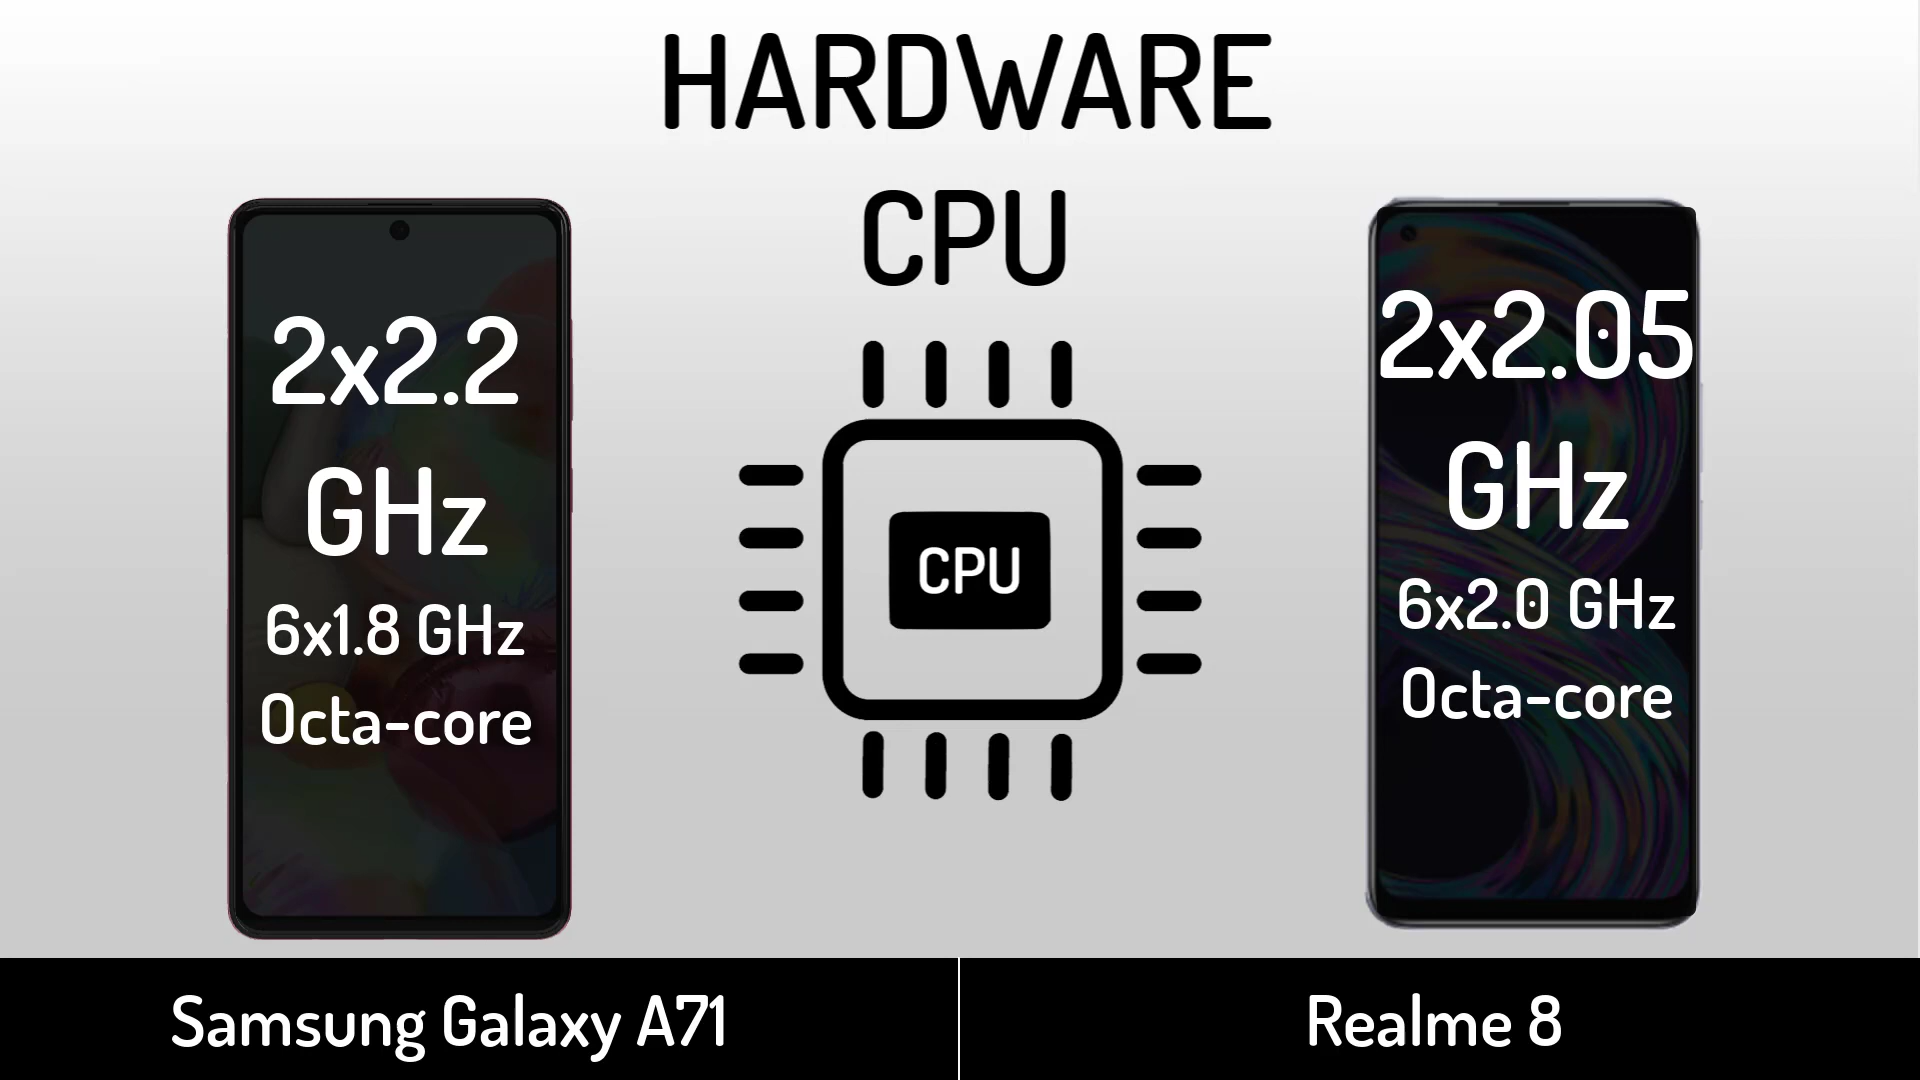 HARDWARE
CPU
2x2.2
GHz
6x1.8 GHz
Octa-core
CPU
2x2.05
GHz
6x2.0 GHz
Octa-core
Samsung Galaxy A71
Realme 8